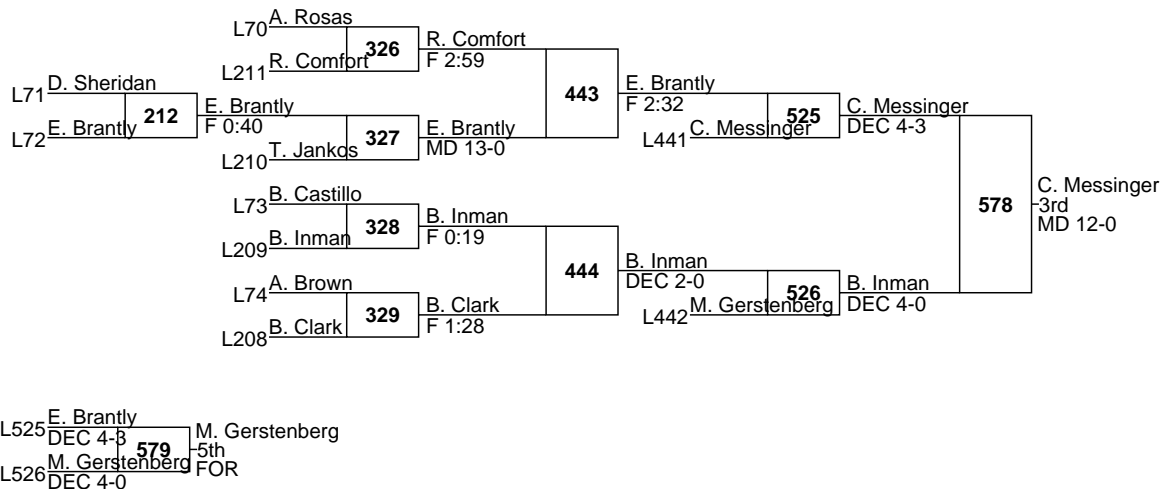 A. Rosas
L70
326
R. Comfort
F 2:59
R. Comfort
L211
D. Sheridan
L71
212
E. Brantly
F 0:40
E. Brantly
L72
443
E. Brantly
F 2:32
327
E. Brantly
MD 13-0
T. Jankos
L210
525
C. Messinger
DEC 4-3
C. Messinger
L441
B. Castillo
L73
328
B. Inman
F 0:19
B. Inman
L209
578
C. Messinger
3rd
MD 12-0
444
B. Inman
DEC 2-0
A. Brown
L74
329
B. Clark
F 1:28
B. Clark
L208
526
B. Inman
DEC 4-0
M. Gerstenberg
L442
E. Brantly
L525
DEC 4-3
579
M. Gerstenberg
5th
FOR
M. Gerstenberg
L526
DEC 4-0